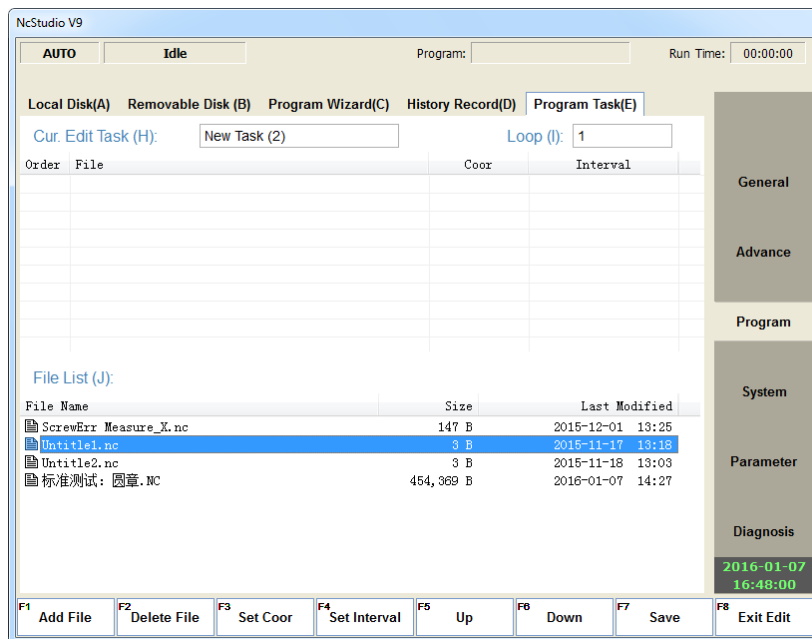 NcStudio V9
AUTO Idle Program: Run Time: 00:00:00
Local Disk(A) Removable Disk (B) Program Wizard(C) History Record(D) Program Task(E)
Cur. Edit Task (H): New Task (2) Loop (I): 1
Order File Coor Interval
General
Advance
Program
File List (J):
System
File Name Size Last Modified
ScrewErr Measure_X.nc 147 B 2015-12-01 13:25
Untitle1.nc 3 B 2015-11-17 13:18
Untitle2.nc 3 B 2015-11-18 13:03
Parameter
标准测试：圆章.NC 454,369 B 2016-01-07 14:27
Diagnosis
2016-01-07
16:48:00
F1 Add File F2 Delete File F3 Set Coor F4 Set Interval F5 Up F6 Down F7 Save F8 Exit Edit